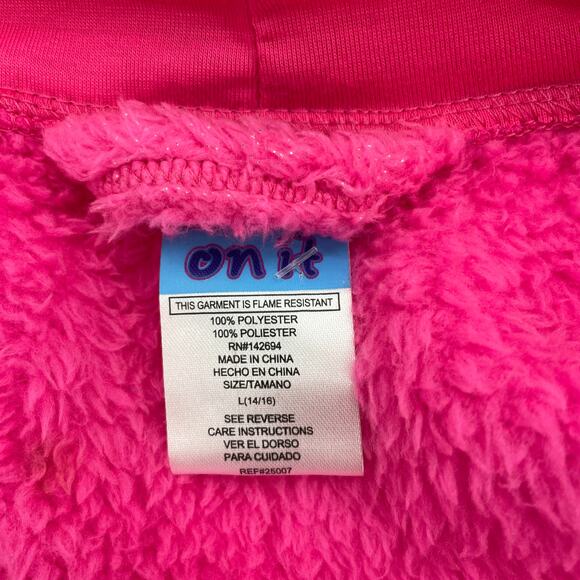 on it
THIS GARMENT IS FLAME RESISTANT
100% POLYESTER
100% POLIESTER
RN#142694
MADE IN CHINA
HECHO EN CHINA
SIZE/TAMANO
L(14/16)
SEE REVERSE
CARE INSTRUCTIONS
VER EL DORSO
PARA CUIDADO
REF#25007